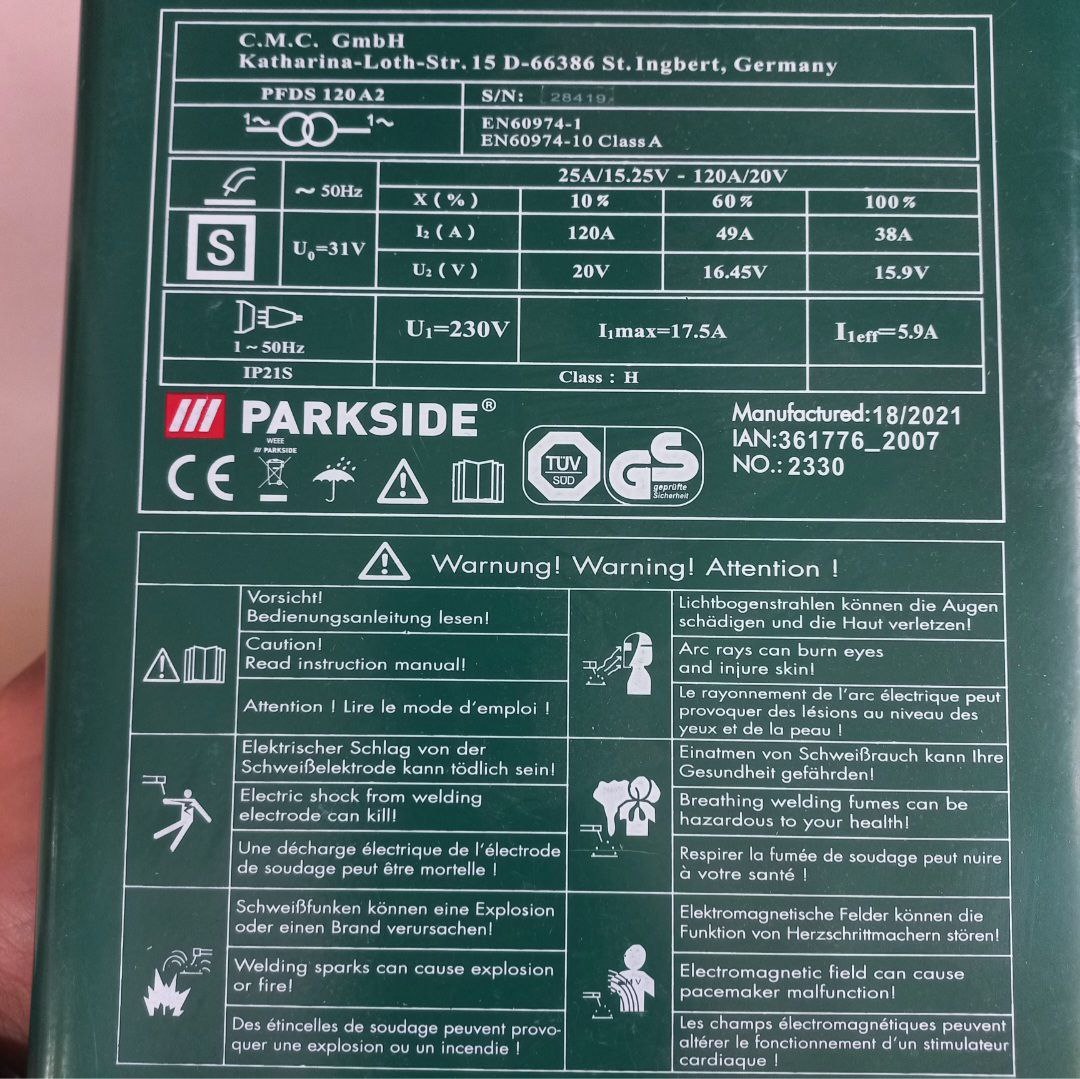 C.M.C. GmbH
Katharina-Loth-Str. 15 D-66386 St. Ingbert, Germany
PFDS 120 A2
S/N: 28419
1~ 1~
EN60974-1
EN60974-10 Class A
~ 50Hz
25A/15.25V - 120A/20V
X ( % ) 10% 60% 100%
S
U₀=31V
I₂ ( A ) 120A 49A 38A
U₂ ( V ) 20V 16.45V 15.9V
1 ~ 50Hz
U₁=230V
I₁max=17.5A
I₁eff=5.9A
IP21S
Class : H
/// PARKSIDE®
Manufactured: 18/2021
IAN: 361776_2007
NO.: 2330
CE
WEEE
/// PARKSIDE
TÜV
SÜD
GS
geprüfte
Sicherheit
Warnung! Warning! Attention !
Vorsicht!
Bedienungsanleitung lesen!
Caution!
Read instruction manual!
Attention ! Lire le mode d'emploi !
Lichtbogenstrahlen können die Augen
schädigen und die Haut verletzen!
Arc rays can burn eyes
and injure skin!
Le rayonnement de l'arc électrique peut
provoquer des lésions au niveau des
yeux et de la peau !
Elektrischer Schlag von der
Schweißelektrode kann tödlich sein!
Electric shock from welding
electrode can kill!
Une décharge électrique de l'électrode
de soudage peut être mortelle !
Einatmen von Schweißrauch kann Ihre
Gesundheit gefährden!
Breathing welding fumes can be
hazardous to your health!
Respirer la fumée de soudage peut nuire
à votre santé !
Schweißfunken können eine Explosion
oder einen Brand verursachen!
Welding sparks can cause explosion
or fire!
Des étincelles de soudage peuvent provo-
quer une explosion ou un incendie !
Elektromagnetische Felder können die
Funktion von Herzschrittmachern stören!
Electromagnetic field can cause
pacemaker malfunction!
Les champs électromagnétiques peuvent
altérer le fonctionnement d'un stimulateur
cardiaque !